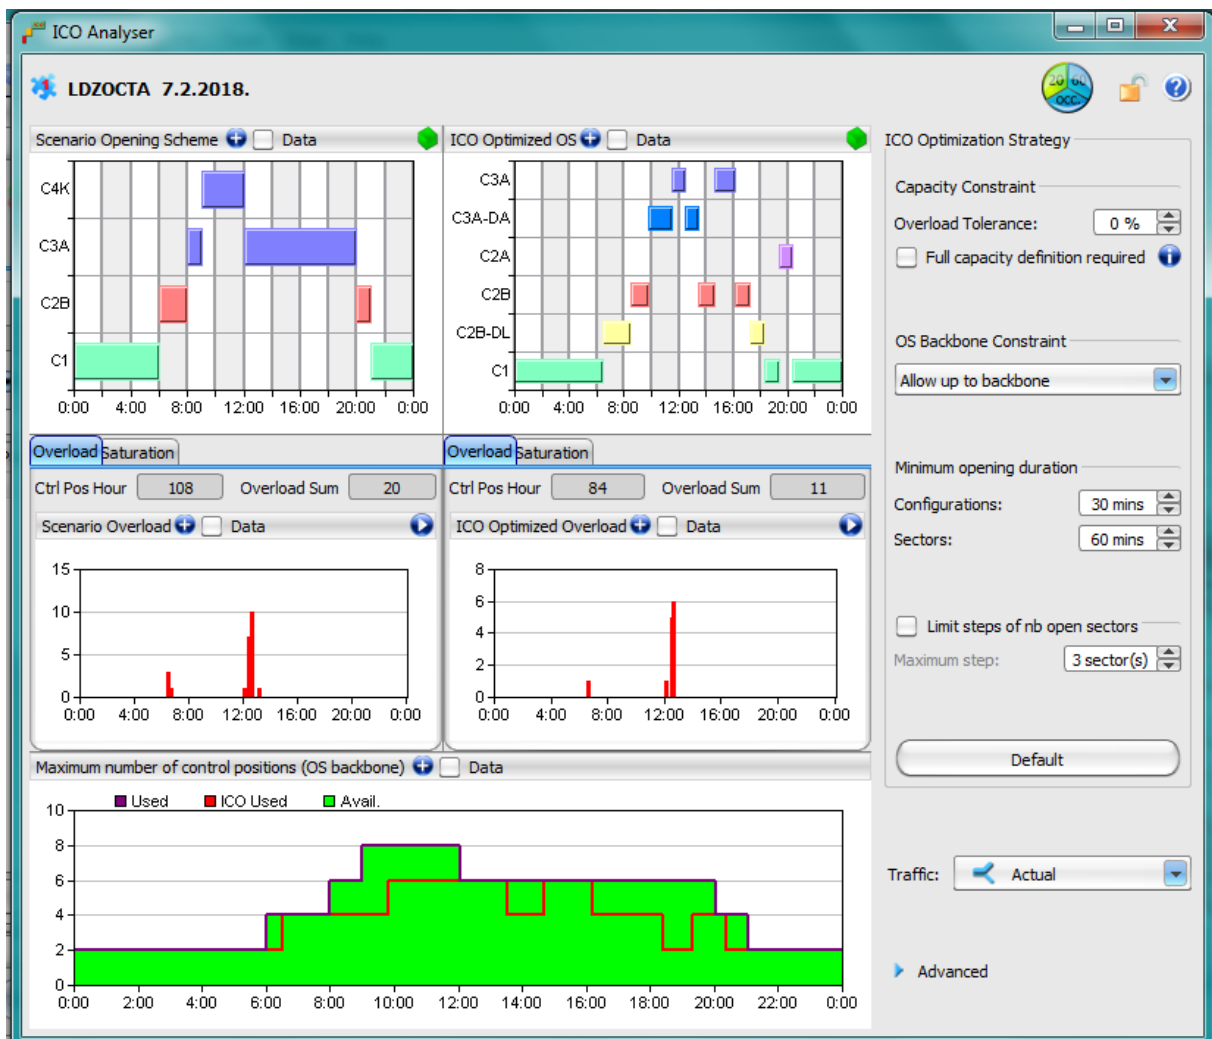 ICO Analyser
LDZOCTA 7.2.2018.
20 60
OCC.
Scenario Opening Scheme Data
C4K
C3A
C2B
C1
0:00 4:00 8:00 12:00 16:00 20:00 0:00
ICO Optimized OS Data
C3A
C3A-DA
C2A
C2B
C2B-DL
C1
0:00 4:00 8:00 12:00 16:00 20:00 0:00
Overload Saturation
Ctrl Pos Hour 108 Overload Sum 20
Scenario Overload Data
15
10
5
0
0:00 4:00 8:00 12:00 16:00 20:00 0:00
Overload Saturation
Ctrl Pos Hour 84 Overload Sum 11
ICO Optimized Overload Data
8
6
4
2
0
0:00 4:00 8:00 12:00 16:00 20:00 0:00
Maximum number of control positions (OS backbone) Data
Used ICO Used Avail.
10
8
6
4
2
0
0:00 2:00 4:00 6:00 8:00 10:00 12:00 14:00 16:00 18:00 20:00 22:00 0:00
ICO Optimization Strategy
Capacity Constraint
Overload Tolerance: 0 %
Full capacity definition required
OS Backbone Constraint
Allow up to backbone
Minimum opening duration
Configurations: 30 mins
Sectors: 60 mins
Limit steps of nb open sectors
Maximum step: 3 sector(s)
Default
Traffic: Actual
Advanced